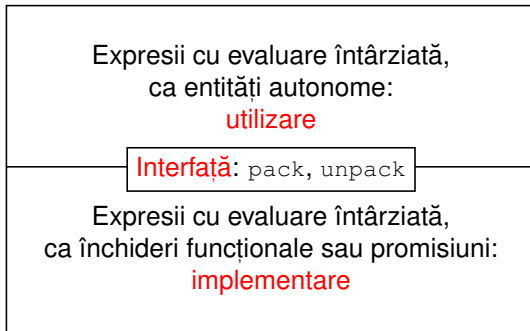 Expresii cu evaluare întârziată,
ca entități autonome:
utilizare
Interfață: pack, unpack
Expresii cu evaluare întârziată,
ca închideri funcționale sau promisiuni:
implementare